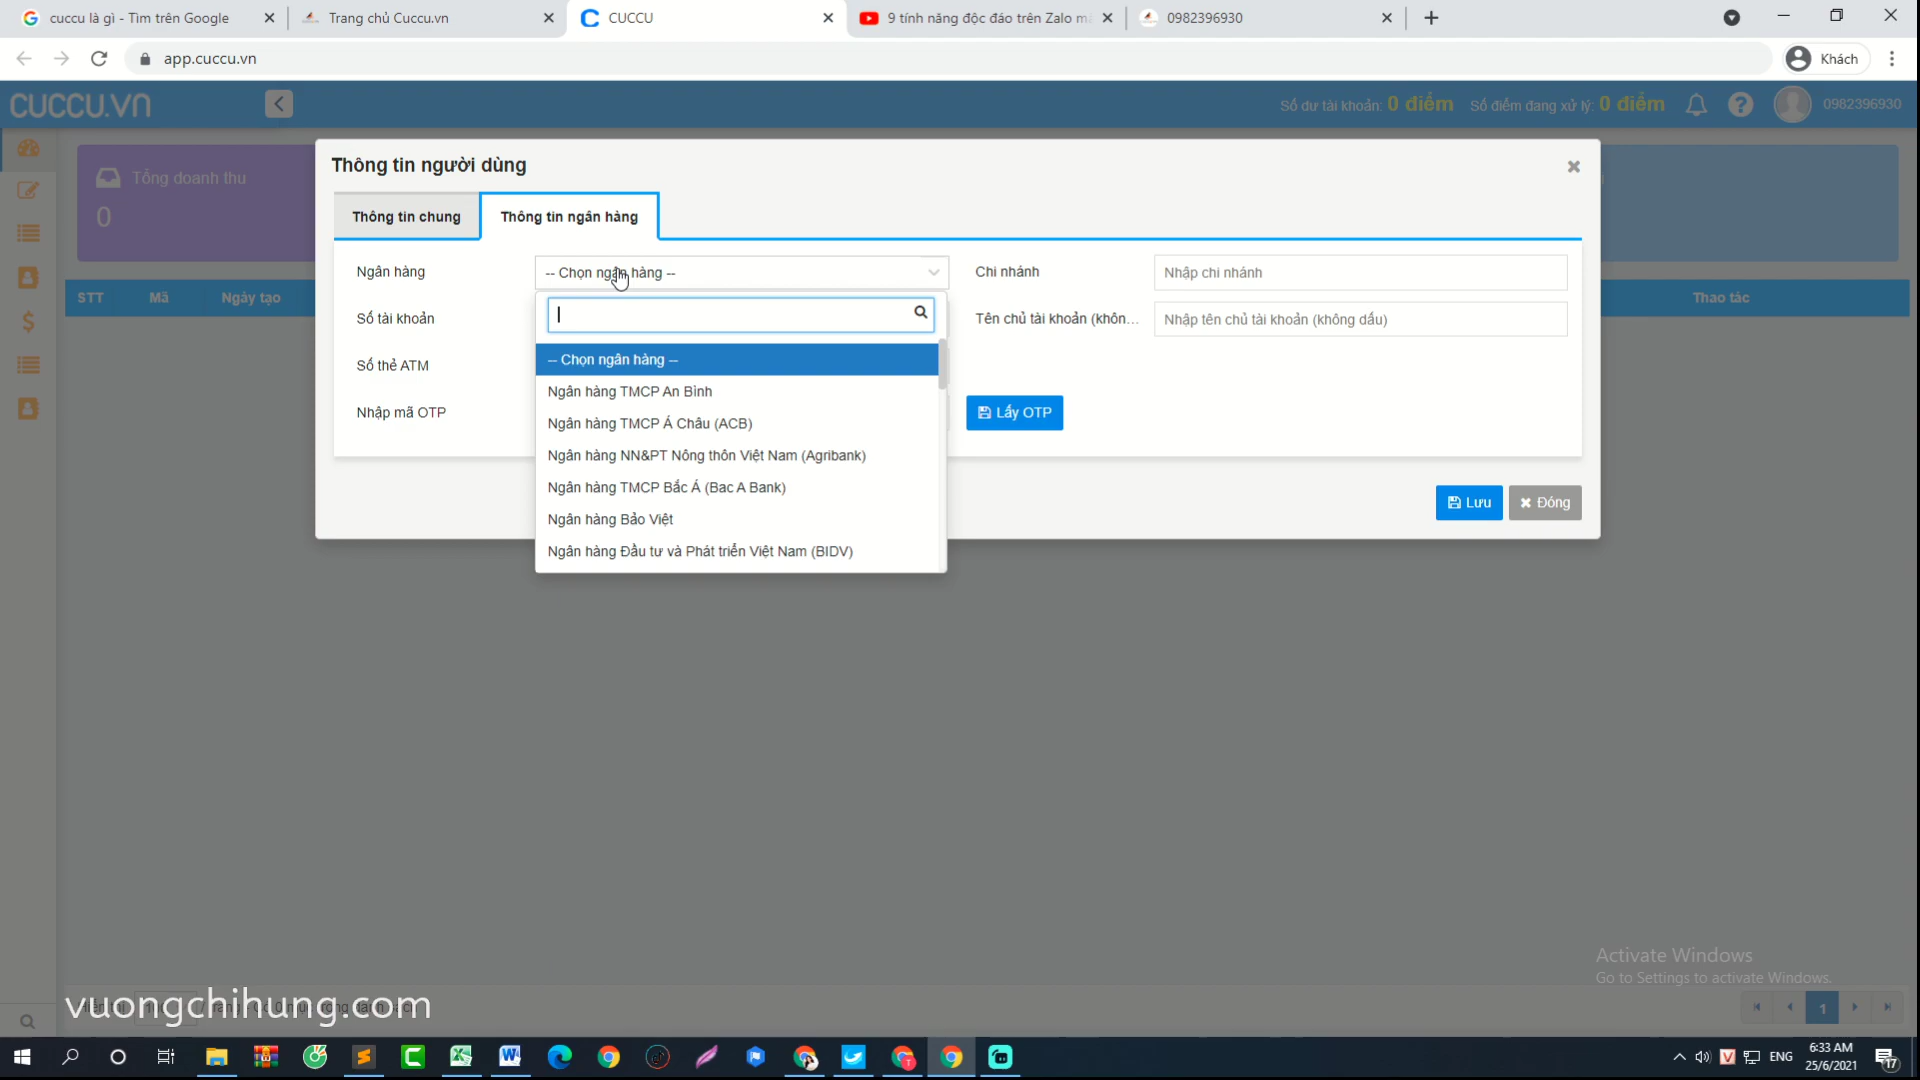 cuccu là gì - Tìm trên Google
Trang chủ Cuccu.vn
CUCCU
9 tính năng độc đáo trên Zalo mà
0982396930
app.cuccu.vn
Khách
CUCCU.VN
Số dư tài khoản: 0 điểm Số điểm đang xử lý: 0 điểm
0982396930
Tổng doanh thu
0
Thông tin người dùng
Thông tin chung
Thông tin ngân hàng
Ngân hàng
-- Chọn ngân hàng --
Chi nhánh
Nhập chi nhánh
STT
Mã
Ngày tạo
Thao tác
Số tài khoản
Tên chủ tài khoản (khôn...
Nhập tên chủ tài khoản (không dấu)
Số thẻ ATM
Nhập mã OTP
Lấy OTP
-- Chọn ngân hàng --
Ngân hàng TMCP An Bình
Ngân hàng TMCP Á Châu (ACB)
Ngân hàng NN&PT Nông thôn Việt Nam (Agribank)
Ngân hàng TMCP Bắc Á (Bac A Bank)
Ngân hàng Bảo Việt
Ngân hàng Đầu tư và Phát triển Việt Nam (BIDV)
Lưu
Đóng
Activate Windows
Go to Settings to activate Windows.
vuongchihung.com
1
ENG
6:33 AM
25/6/2021
17